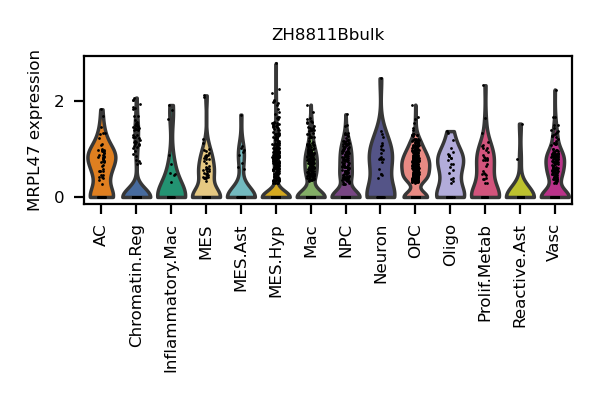 ZH8811Bbulk
MRPL47 expression
2
0
AC
Chromatin.Reg
Inflammatory.Mac
MES
MES.Ast
MES.Hyp
Mac
NPC
Neuron
OPC
Oligo
Prolif.Metab
Reactive.Ast
Vasc